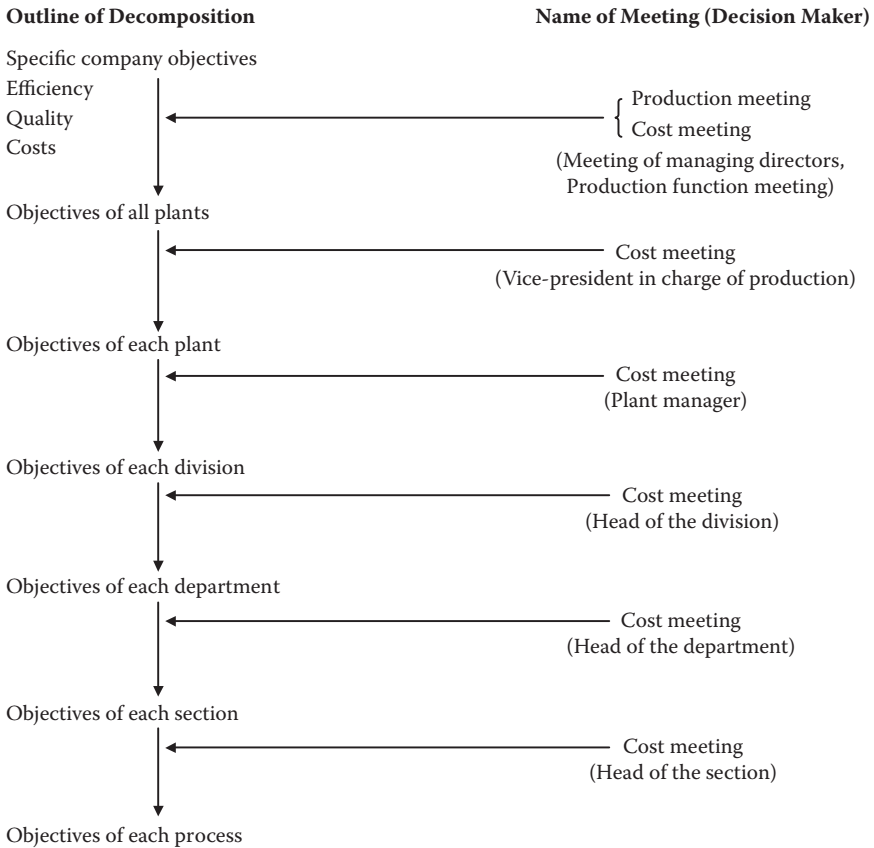 Outline of Decomposition
Name of Meeting (Decision Maker)
Specific company objectives
Efficiency
Quality
Costs
Production meeting
Cost meeting
(Meeting of managing directors,
Production function meeting)
Objectives of all plants
Cost meeting
(Vice-president in charge of production)
Objectives of each plant
Cost meeting
(Plant manager)
Objectives of each division
Cost meeting
(Head of the division)
Objectives of each department
Cost meeting
(Head of the department)
Objectives of each section
Cost meeting
(Head of the section)
Objectives of each process